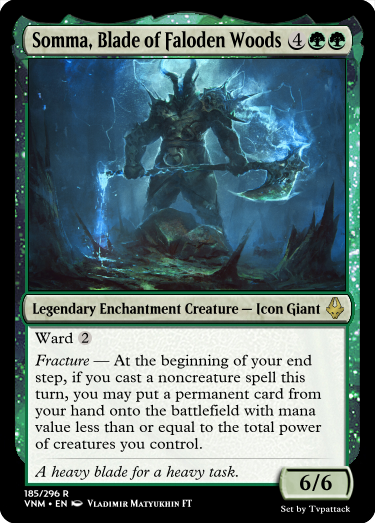 Somma, Blade of Faloden Woods 4
Legendary Enchantment Creature — Icon Giant
Ward 2
Fracture — At the beginning of your end
step, if you cast a noncreature spell this
turn, you may put a permanent card from
your hand onto the battlefield with mana
value less than or equal to the total power
of creatures you control.
A heavy blade for a heavy task.
6/6
185/296 R
VNM • EN Vladimir Matyukhin FT
Set by Tvpattack